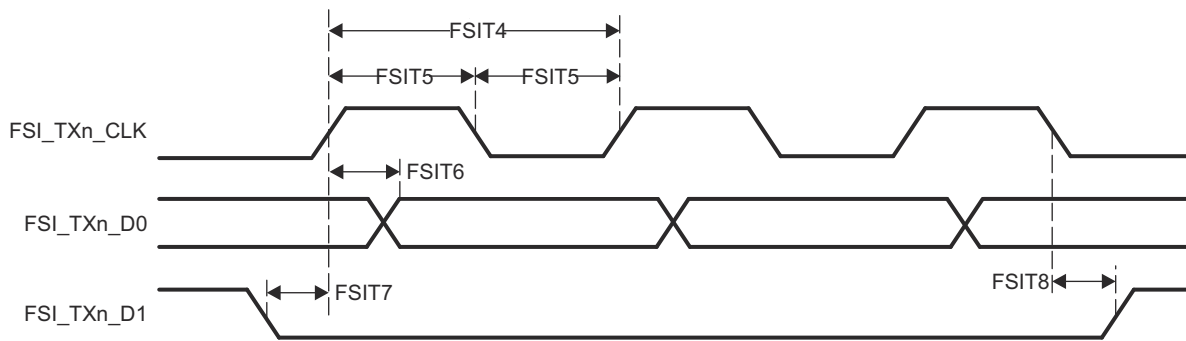 FSIT4
FSIT5 FSIT5
FSI_TXn_CLK
FSIT6
FSI_TXn_D0
FSIT7 FSIT8
FSI_TXn_D1